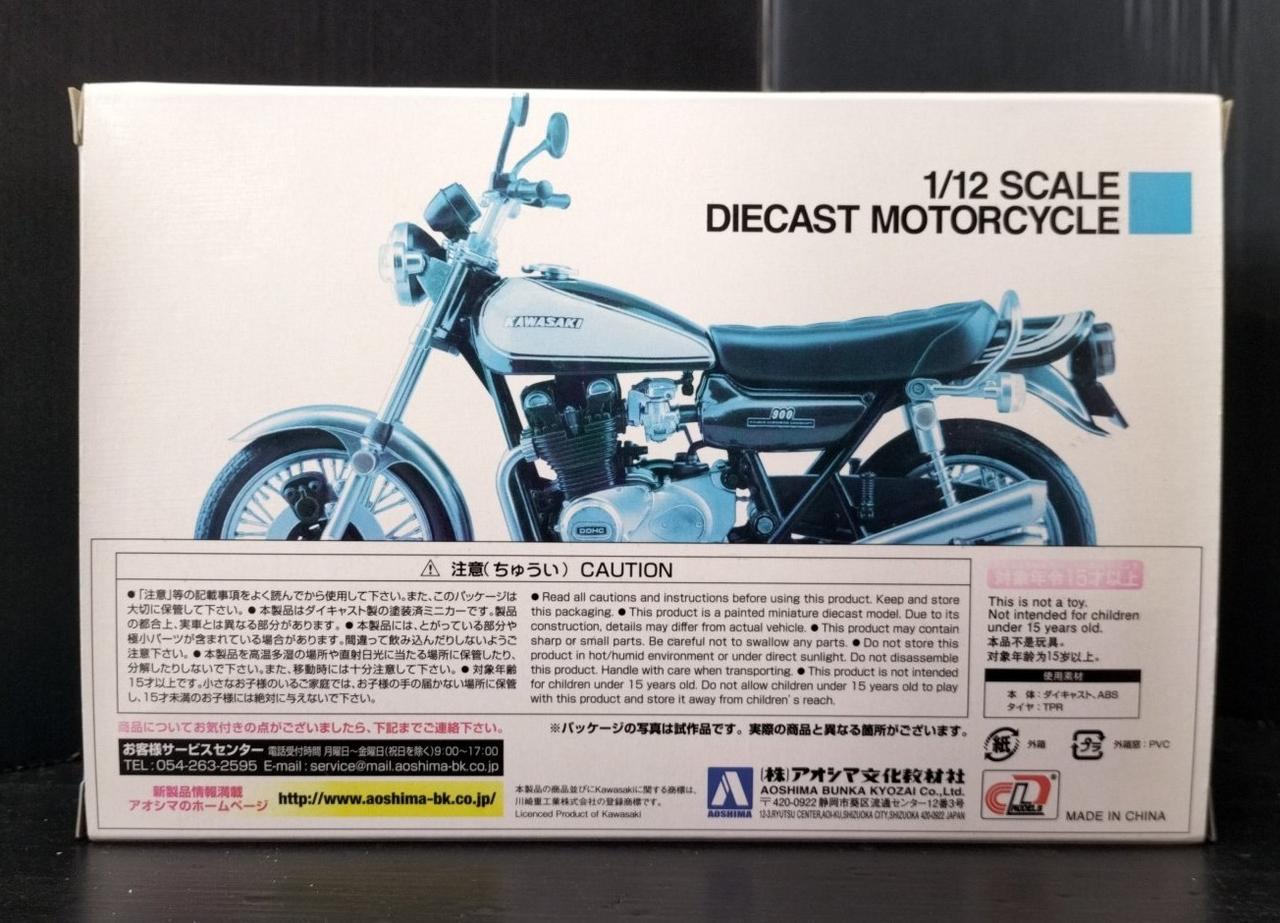 1/12 SCALE
DIECAST MOTORCYCLE
KAWASAKI
900
DOHC
⚠ 注意(ちゅうい) CAUTION
●「注意」等の記載事項をよく読んでから使用して下さい。また、このパッケージは
大切に保管して下さい。 ● 本製品はダイキャスト製の塗装済ミニカーです。製品
の都合上、実車とは異なる部分があります。 ● 本製品には、とがっている部分や
極小パーツが含まれている場合があります。間違って飲み込んだりしないようご
注意下さい。 ● 本製品を高温多湿の場所や直射日光に当たる場所に保管したり、
分解したりしないで下さい。また、移動時には十分注意して下さい。 ● 対象年齢
15才以上です。小さなお子様のいるご家庭では、お子様の手の届かない場所に保管
し、15才未満のお子様には絶対に与えないで下さい。
● Read all cautions and instructions before using this product. Keep and store
this packaging. ● This product is a painted miniature diecast model. Due to its
construction, details may differ from actual vehicle. ● This product may contain
sharp or small parts. Be careful not to swallow any parts. ● Do not store this
product in hot/humid environment or under direct sunlight. Do not disassemble
this product. Handle with care when transporting. ● This product is not intended
for children under 15 years old. Do not allow children under 15 years old to play
with this product and store it away from children's reach.
対象年令15才以上
This is not a toy.
Not intended for children
under 15 years old.
本品不是玩具。
对象年龄为15岁以上。
使用素材
本 体：ダイキャスト、ABS
タイヤ：TPR
商品についてお気付きの点がございましたら、下記までご連絡下さい。
お客様サービスセンター 電話受付時間 月曜日～金曜日(祝日を除く)9:00～17:00
TEL：054-263-2595 E-mail：service@mail.aoshima-bk.co.jp
新製品情報満載
アオシマのホームページ
http://www.aoshima-bk.co.jp/
※パッケージの写真は試作品です。実際の商品と異なる箇所がございます。
本製品の商品並びにKawasakiに関する商標は、
川崎重工業株式会社の登録商標です。
Licenced Product of Kawasaki
AOSHIMA
(株)アオシマ文化教材社
AOSHIMA BUNKA KYOZAI Co.,Ltd.
〒420-0922 静岡市葵区流通センター12番3号
12-3,RYUTSU CENTER,AOI-KU,SHIZUOKA CITY,SHIZUOKA 420-0922 JAPAN
紙 外箱
プラ 外箱窓：PVC
MODELS
MADE IN CHINA